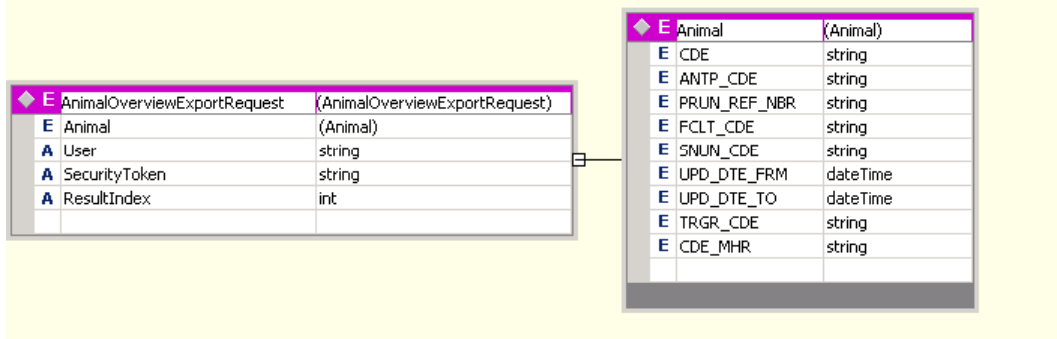 E AnimalOverviewExportRequest (AnimalOverviewExportRequest)
E Animal (Animal)
A User string
A SecurityToken string
A ResultIndex int
E Animal (Animal)
E CDE string
E ANTP_CDE string
E PRUN_REF_NBR string
E FCLT_CDE string
E SNUN_CDE string
E UPD_DTE_FRM dateTime
E UPD_DTE_TO dateTime
E TRGR_CDE string
E CDE_MHR string